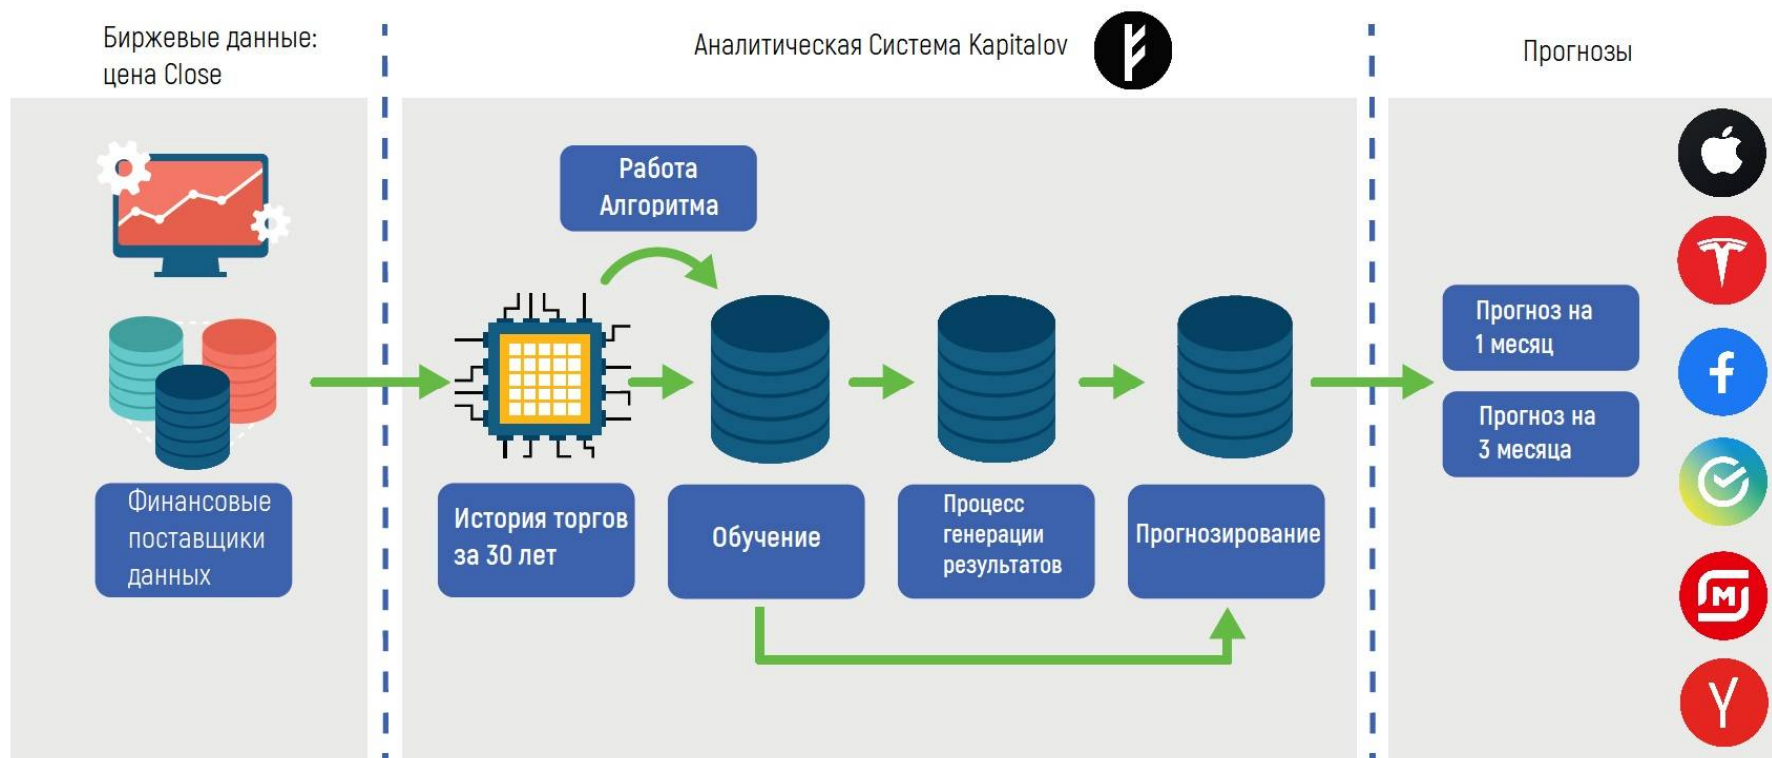 Биржевые данные:
цена Close
Аналитическая Система Kapitalov
Прогнозы
Работа
Алгоритма
Прогноз на
1 месяц
Прогноз на
3 месяца
Финансовые
поставщики
данных
История торгов
за 30 лет
Обучение
Процесс
генерации
результатов
Прогнозирование